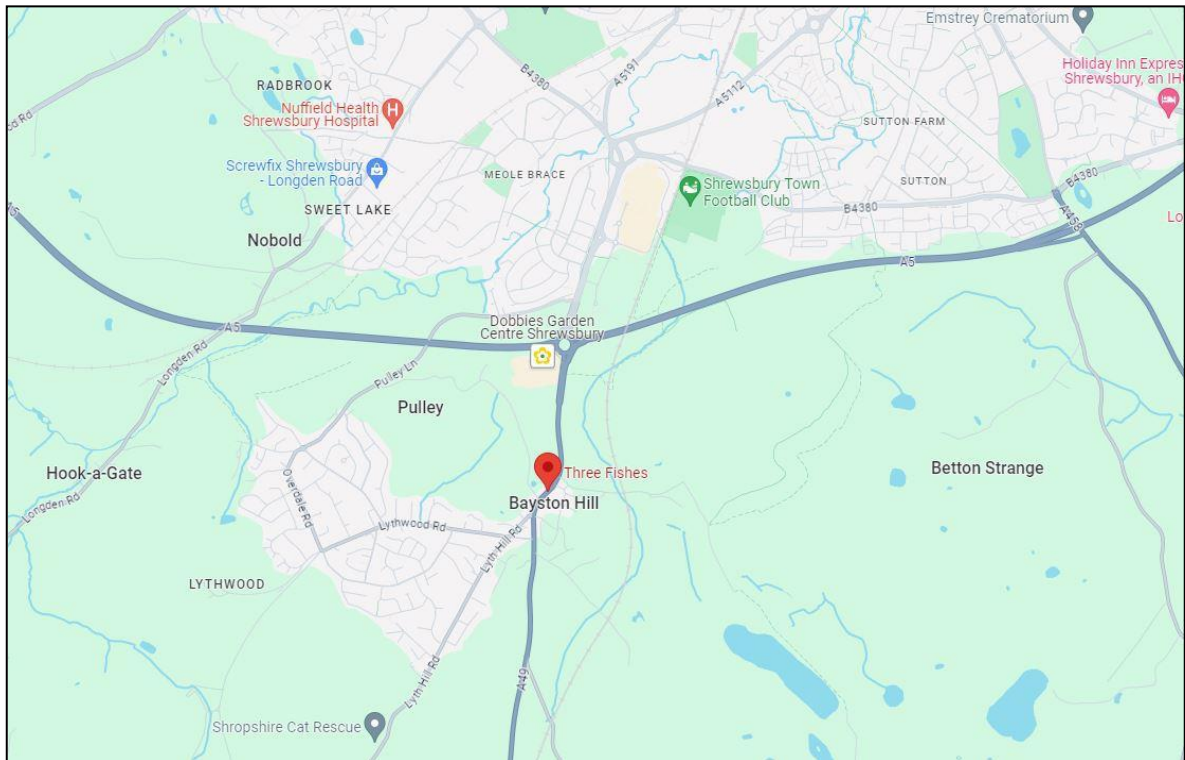 Emstrey Crematorium
Holiday Inn Expres
Shrewsbury, an IHG
A5191
B4380
A5112
RADBROOK
Nuffield Health
Shrewsbury Hospital
SUTTON FARM
Screwfix Shrewsbury
- Longden Road
MEOLE BRACE
Shrewsbury Town
Football Club
SUTTON
B4380
B4380
A458
SWEET LAKE
Lo
A5
Nobold
A5
Dobbies Garden
Centre Shrewsbury
A5
Longden Rd
Pulley Ln
Pulley
Hook-a-Gate
Three Fishes
Betton Strange
Overdale Rd
Longden Rd
Bayston Hill
Lythwood Rd
Lyth Hill Rd
LYTHWOOD
Lyth Hill Rd
A49
Shropshire Cat Rescue